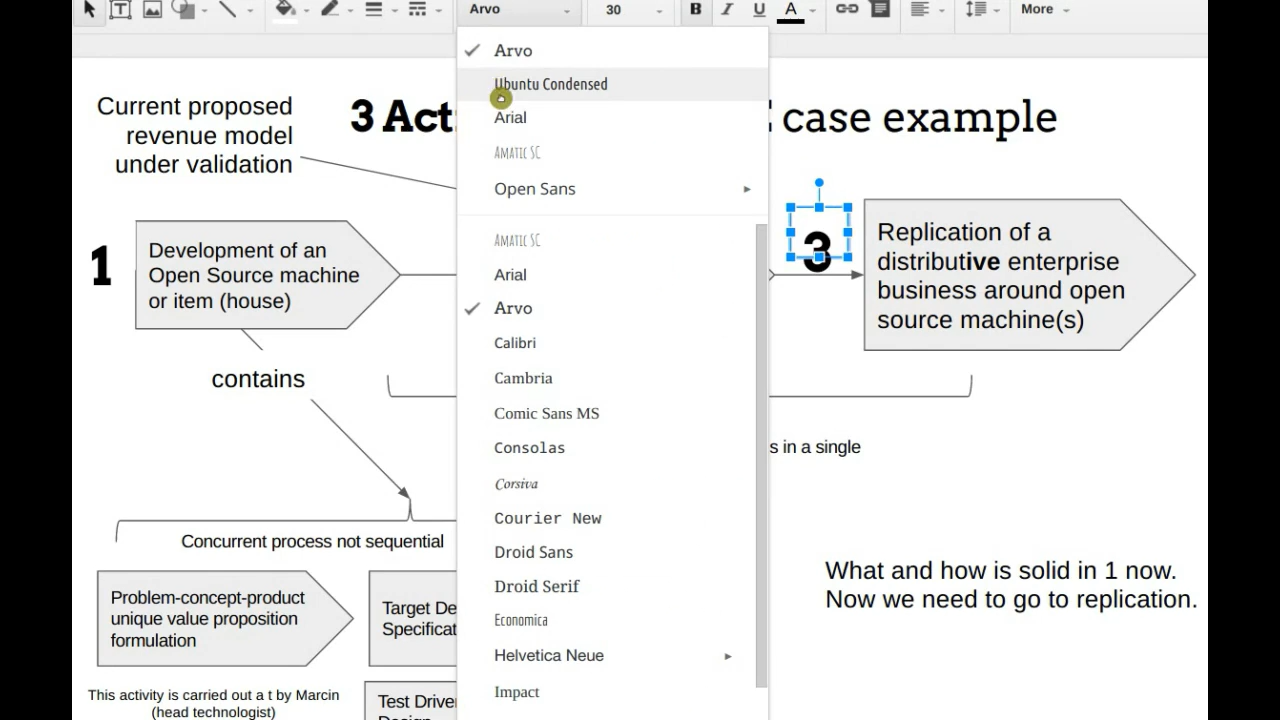 Arvo
30
B
I
U
A
More
Arvo
Ubuntu Condensed
Arial
Amatic SC
Open Sans
Amatic SC
Arial
Arvo
Calibri
Cambria
Comic Sans MS
Consolas
Corsiva
Courier New
Droid Sans
Droid Serif
Economica
Helvetica Neue
Impact
Current proposed
revenue model
under validation
3 Act
case example
1
Development of an
Open Source machine
or item (house)
3
Replication of a
distributive enterprise
business around open
source machine(s)
contains
s in a single
Concurrent process not sequential
Problem-concept-product
unique value proposition
formulation
Target De
Specificat
What and how is solid in 1 now.
Now we need to go to replication.
This activity is carried out a t by Marcin
(head technologist)
Test Drive
Design